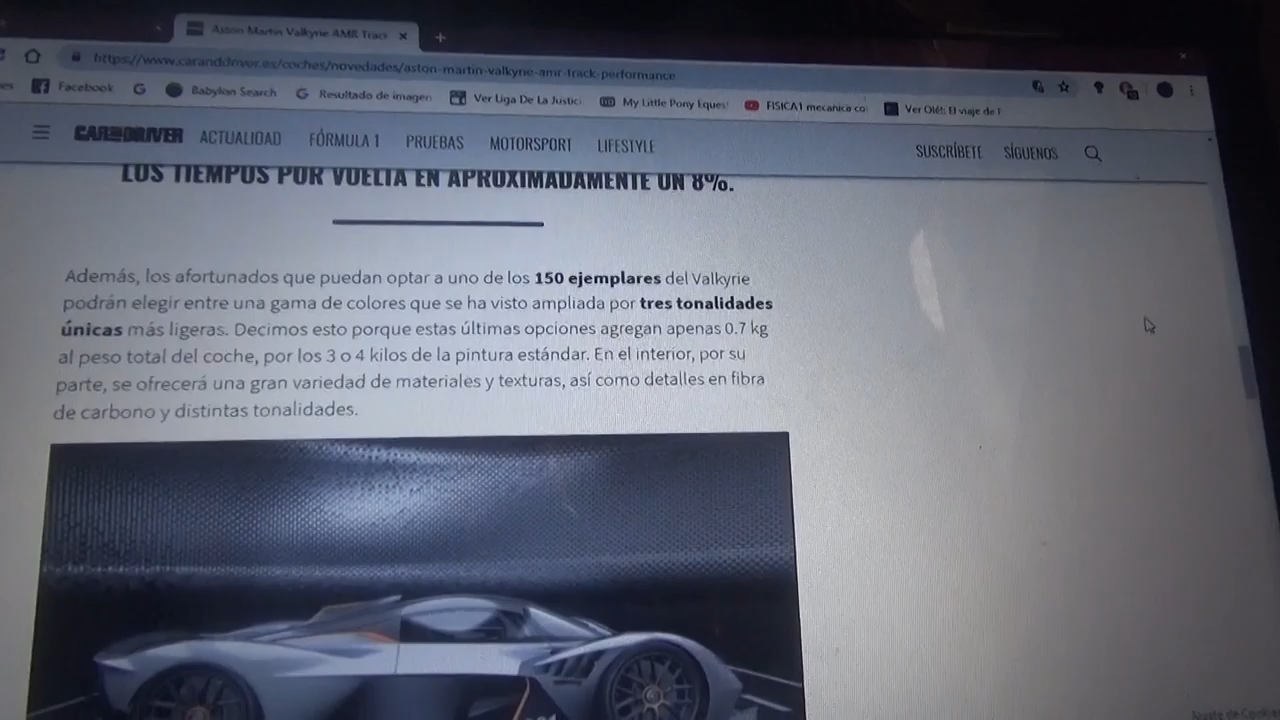 Aston Martin Valkyrie AMR Track
https://www.caranddriver.es/coches/novedades/aston-martin-valkyrie-amr-track-performance
Facebook
G
Babylon Search
G Resultado de imagen
Ver Liga De La Justici
My Little Pony Equest
FISICA1 mecanica co
Ver Olé!: El viaje de F
CAR AND DRIVER
ACTUALIDAD
FÓRMULA 1
PRUEBAS
MOTORSPORT
LIFESTYLE
SUSCRÍBETE
SÍGUENOS
LOS TIEMPOS POR VUELTA EN APROXIMADAMENTE UN 8%.
Además, los afortunados que puedan optar a uno de los 150 ejemplares del Valkyrie
podrán elegir entre una gama de colores que se ha visto ampliada por tres tonalidades
únicas más ligeras. Decimos esto porque estas últimas opciones agregan apenas 0.7 kg
al peso total del coche, por los 3 o 4 kilos de la pintura estándar. En el interior, por su
parte, se ofrecerá una gran variedad de materiales y texturas, así como detalles en fibra
de carbono y distintas tonalidades.